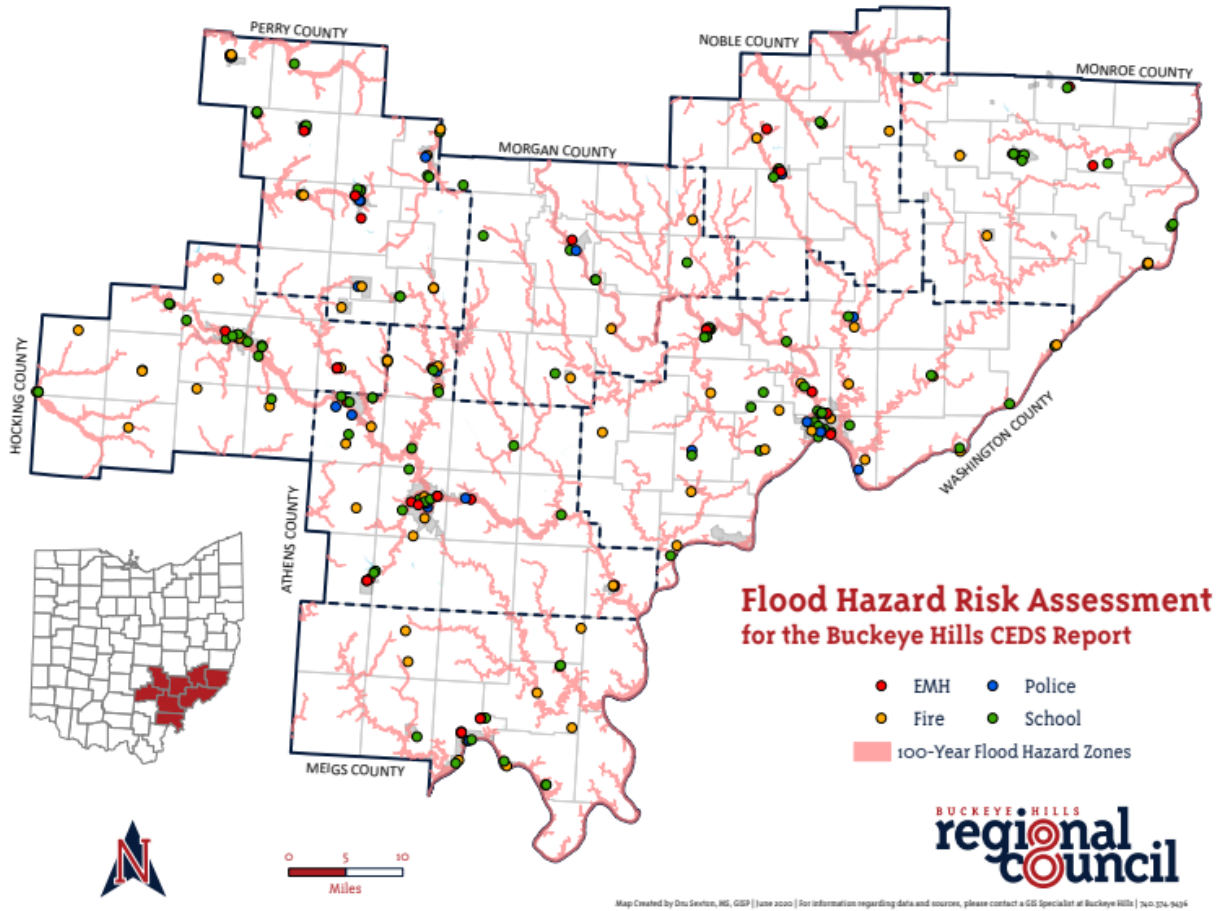 PERRY COUNTY
NOBLE COUNTY
MONROE COUNTY
MORGAN COUNTY
HOCKING COUNTY
WASHINGTON COUNTY
ATHENS COUNTY
MEIGS COUNTY
Flood Hazard Risk Assessment
for the Buckeye Hills CEDS Report
EMH
Police
Fire
School
100-Year Flood Hazard Zones
N
0 5 10
Miles
BUCKEYE HILLS
regional
council
Map Created by Dru Sexton, MS, GISP | June 2020 | For information regarding data and sources, please contact a GIS Specialist at Buckeye Hills | 740.374.9436